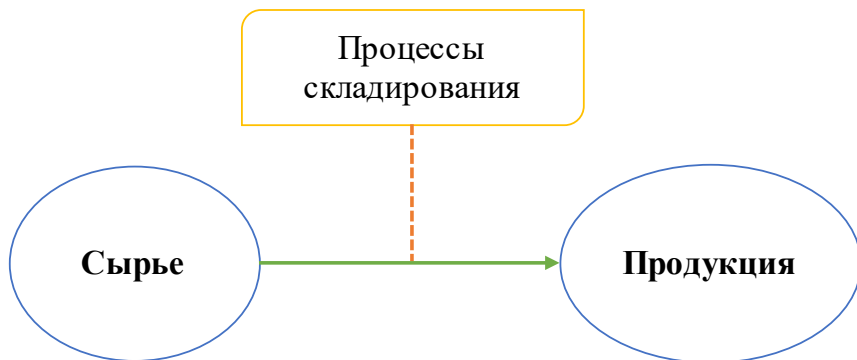 Процессы
складирования
Сырье
Продукция